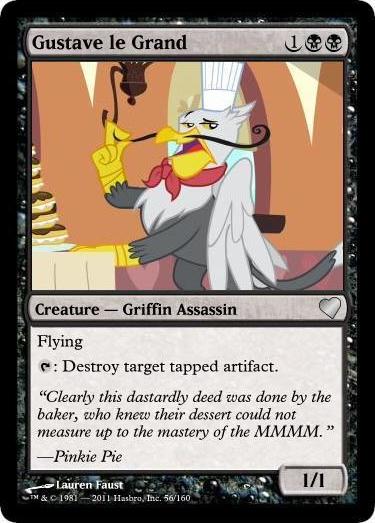 Gustave le Grand 1
Creature — Griffin Assassin
Flying
: Destroy target tapped artifact.
“Clearly this dastardly deed was done by the
baker, who knew their dessert could not
measure up to the mastery of the MMMM.”
—Pinkie Pie
Lauren Faust
™ & © 1981 — 2011 Hasbro, Inc. 56/160
1/1